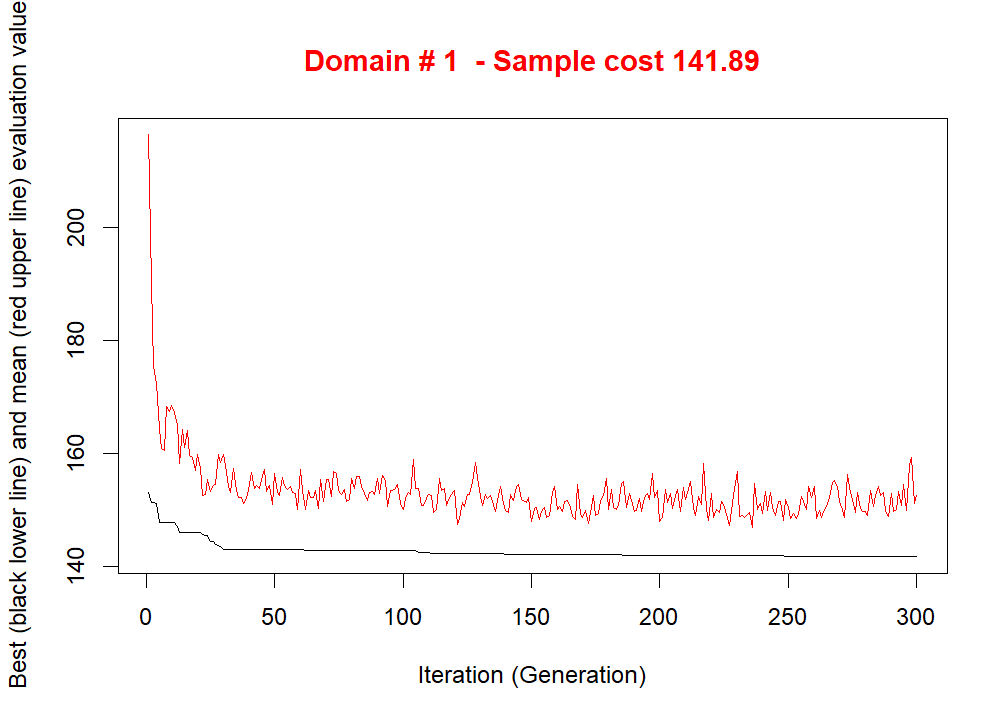 Domain # 1  - Sample cost 141.89
Best (black lower line) and mean (red upper line) evaluation value
200
180
160
140
0 50 100 150 200 250 300
Iteration (Generation)